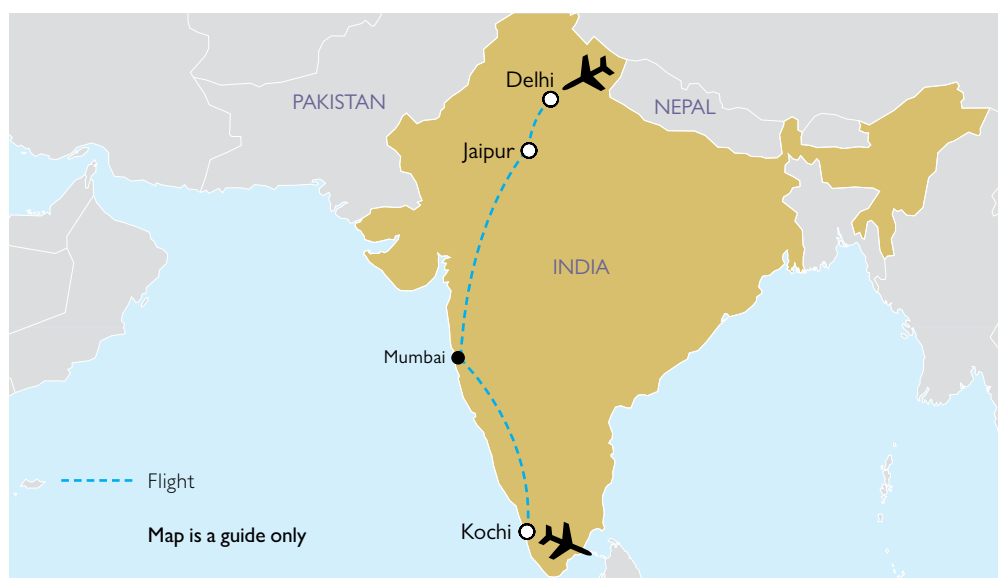 Delhi
PAKISTAN
NEPAL
Jaipur
INDIA
Mumbai
Flight
Kochi
Map is a guide only